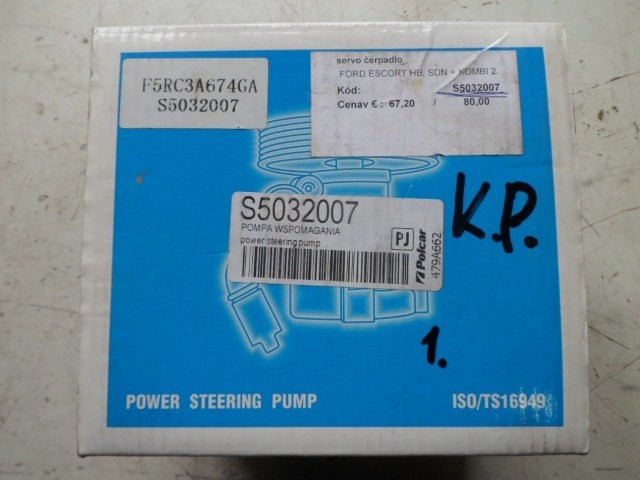 F5RC3A674GA
S5032007
servo čerpadlo
FORD ESCORT HB, SDN + KOMBI 2.
Kód: S5032007
Cena v € : 67,20 / 80,00
S5032007
POMPA WSPOMAGANIA
power steering pump
PJ
Polcar
479A662
K.P.
1.
POWER STEERING PUMP
ISO/TS16949